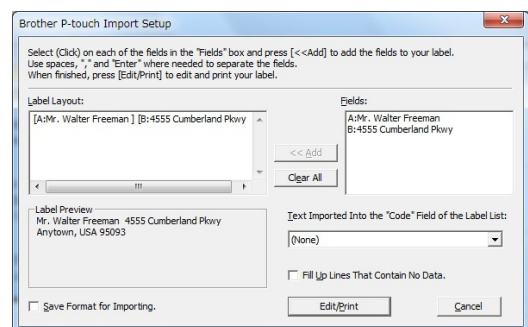 Brother P-touch Import Setup
Select (Click) on each of the fields in the "Fields" box and press [<<Add] to add the fields to your label.
Use spaces, "," and "Enter" where needed to separate the fields.
When finished, press [Edit/Print] to edit and print your label.
Label Layout:
[A:Mr. Walter Freeman ] [B:4555 Cumberland Pkwy
<< Add
Clear All
Fields:
A:Mr. Walter Freeman
B:4555 Cumberland Pkwy
Label Preview
Mr. Walter Freeman 4555 Cumberland Pkwy
Anytown, USA 95093
Text Imported Into the "Code" Field of the Label List:
(None)
Fill Up Lines That Contain No Data.
Save Format for Importing.
Edit/Print
Cancel